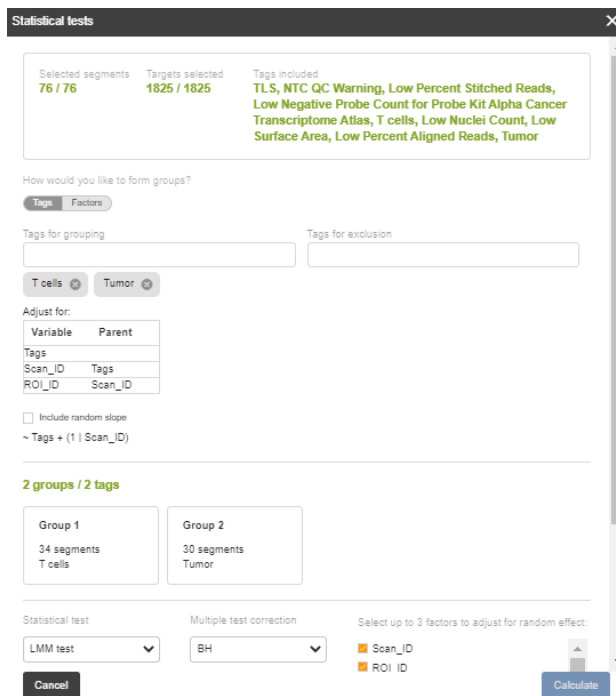 Statistical tests
Selected segments
76 / 76
Targets selected
1825 / 1825
Tags included
TLS, NTC QC Warning, Low Percent Stitched Reads,
Low Negative Probe Count for Probe Kit Alpha Cancer
Transcriptome Atlas, T cells, Low Nuclei Count, Low
Surface Area, Low Percent Aligned Reads, Tumor
How would you like to form groups?
Tags Factors
Tags for grouping
Tags for exclusion
T cells
Tumor
Adjust for:
Variable Parent
Tags
Scan_ID Tags
ROI_ID Scan_ID
Include random slope
~ Tags + (1 | Scan_ID)
2 groups / 2 tags
Group 1
34 segments
T cells
Group 2
30 segments
Tumor
Statistical test
LMM test
Multiple test correction
BH
Select up to 3 factors to adjust for random effect:
Scan_ID
ROI_ID
Cancel
Calculate